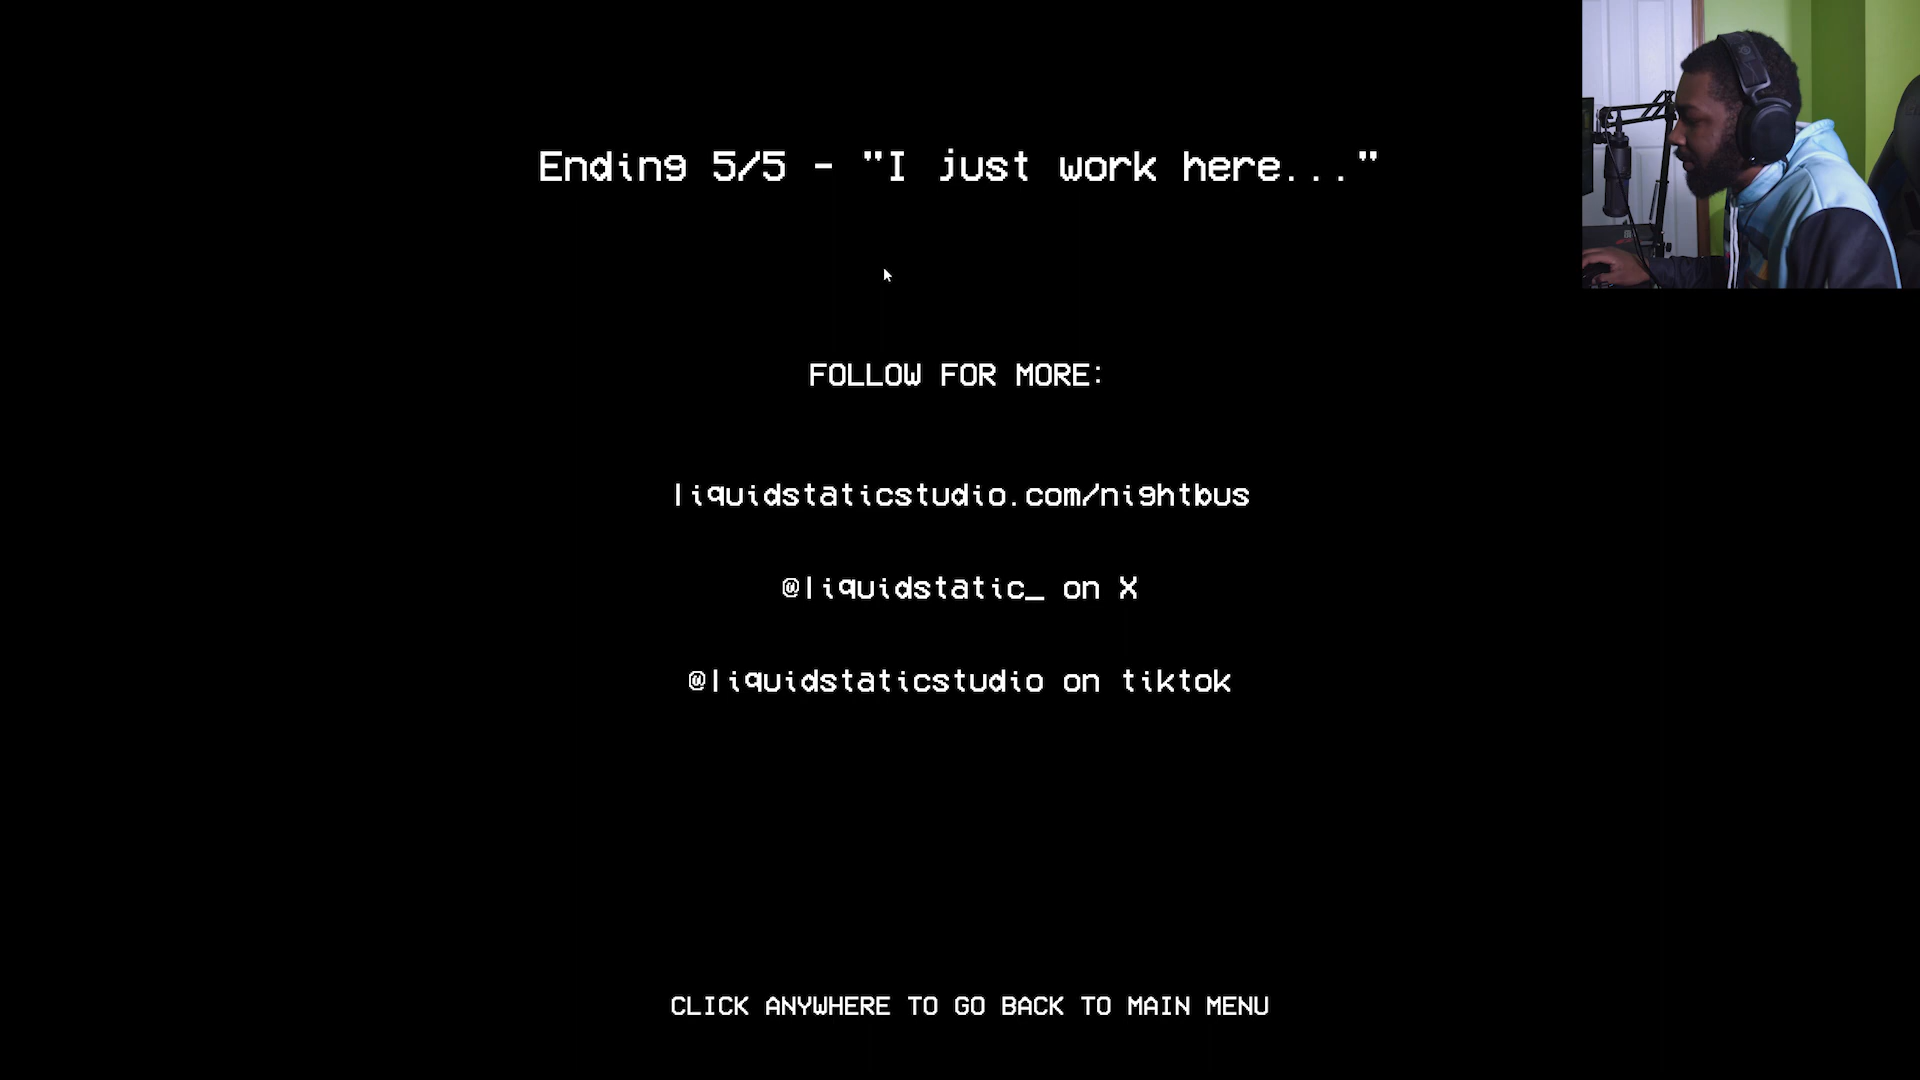 Ending 5/5 - "I just work here..."
FOLLOW FOR MORE:
liquidstaticstudio.com/nightbus
@liquidstatic_ on X
@liquidstaticstudio on tiktok
CLICK ANYWHERE TO GO BACK TO MAIN MENU